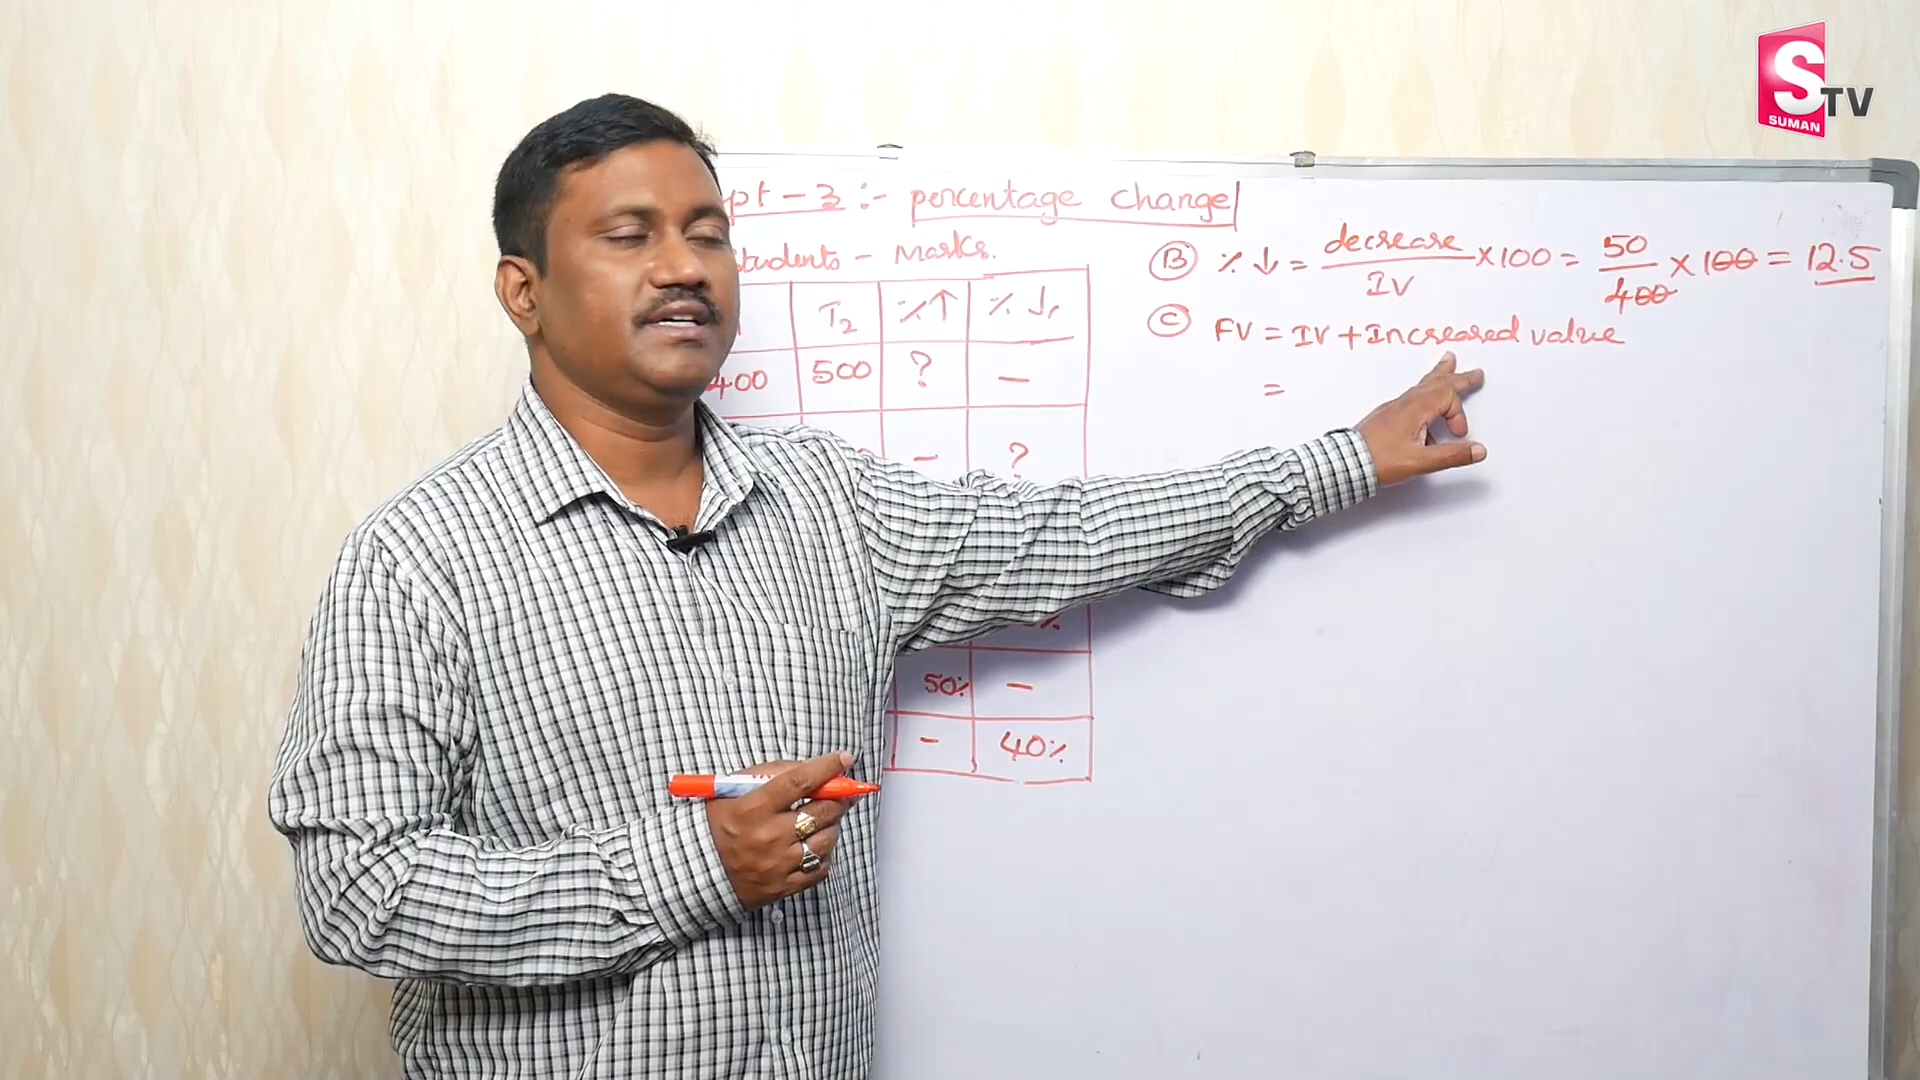 pt - 3 :- percentage change
students - Marks.
T2 %↑ %↓
400 500 ? -
- ?
%
50% -
- 40%
B %↓ = decrease/IV ×100 = 50/400 × 100 = 12.5
C FV = IV + Increased value
=
S TV
SUMAN